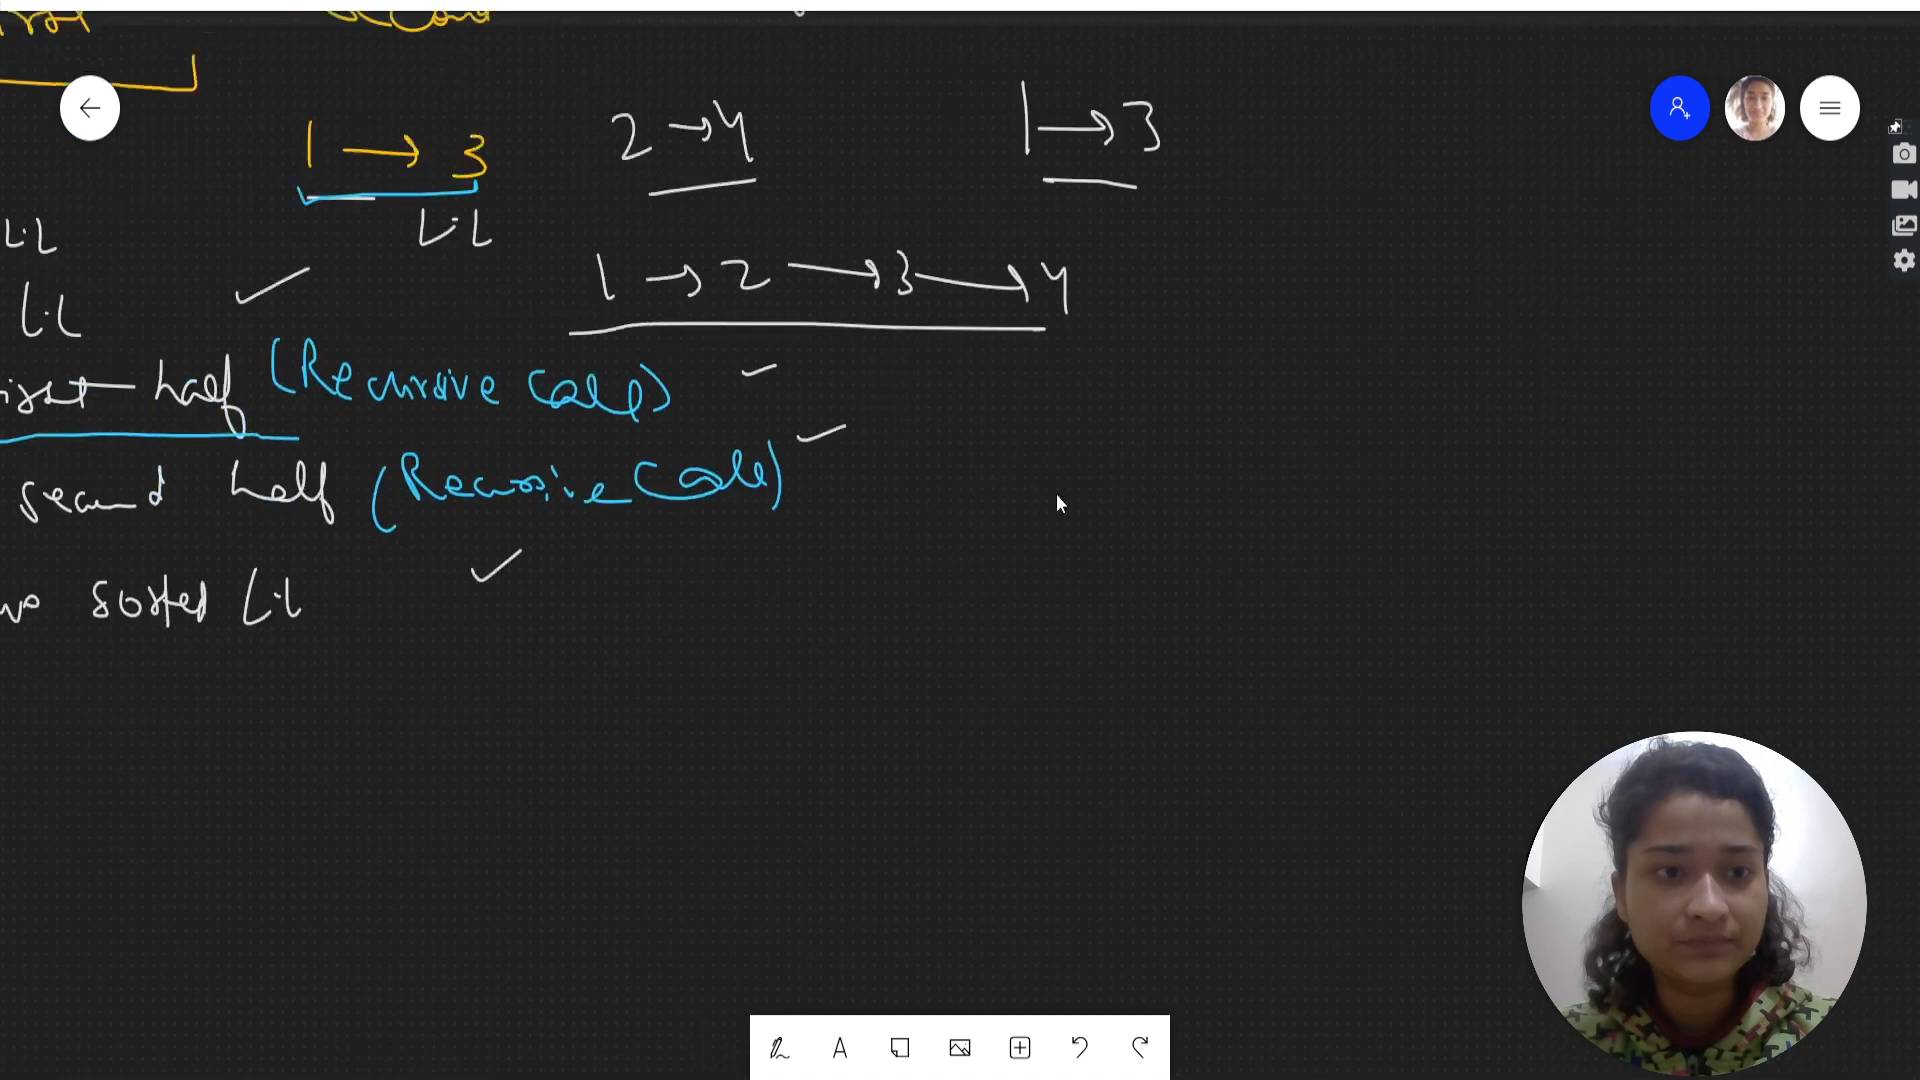 1 → 3
2 → 4
1 → 3
L.L
L.L
1 → 2 → 3 → 4
L.L
half (Recursive Call)
second half (Recursive Call)
sorted L.L
A